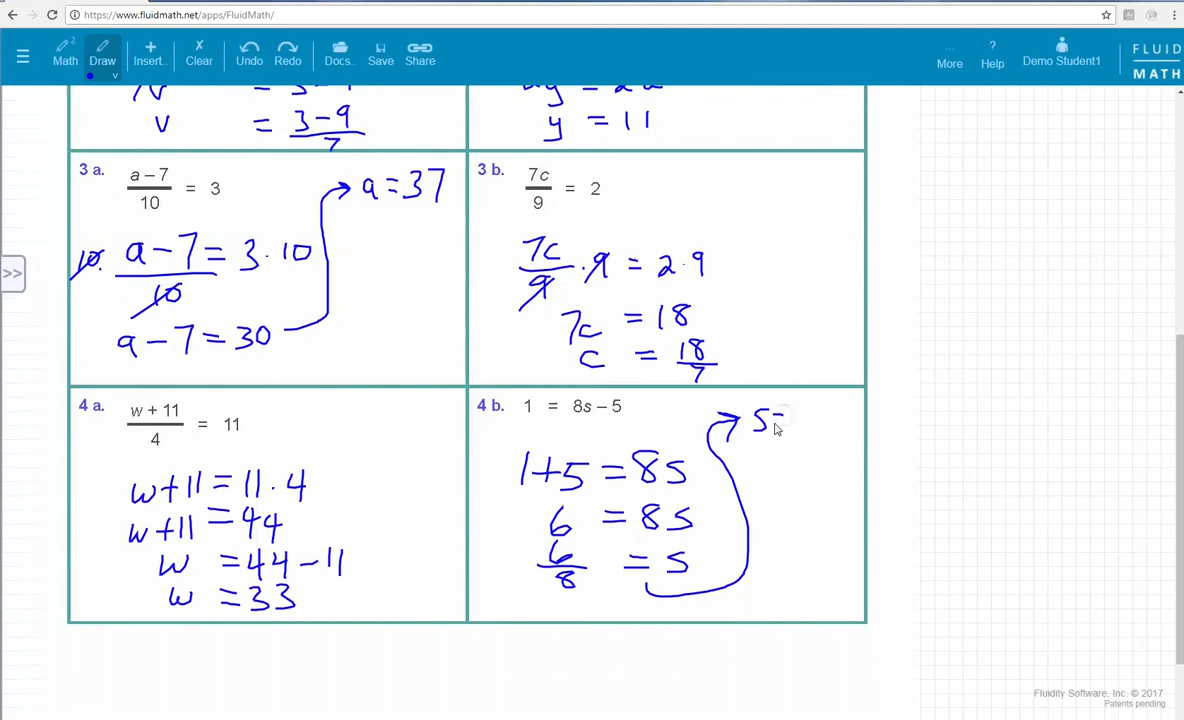 https://www.fluidmath.net/apps/FluidMath/
Math
Draw
Insert..
Clear
Undo
Redo
Docs..
Save
Share
More
Help
Demo Student1
FLUID
MATH
v = 3-9
7
y = 11
3 a.
a-7
10
= 3
a=37
10. a-7 = 3.10
10
a-7=30
3 b.
7c
9
= 2
7c
9
.9 = 2.9
7c = 18
c = 18
7
4 a.
w + 11
4
= 11
w+11 = 11.4
w+11 = 44
w = 44-11
w = 33
4 b.
1 = 8s – 5
s=
1+5 = 8s
6 = 8s
6
8
= s
>>
Fluidity Software, Inc. © 2017
Patents pending